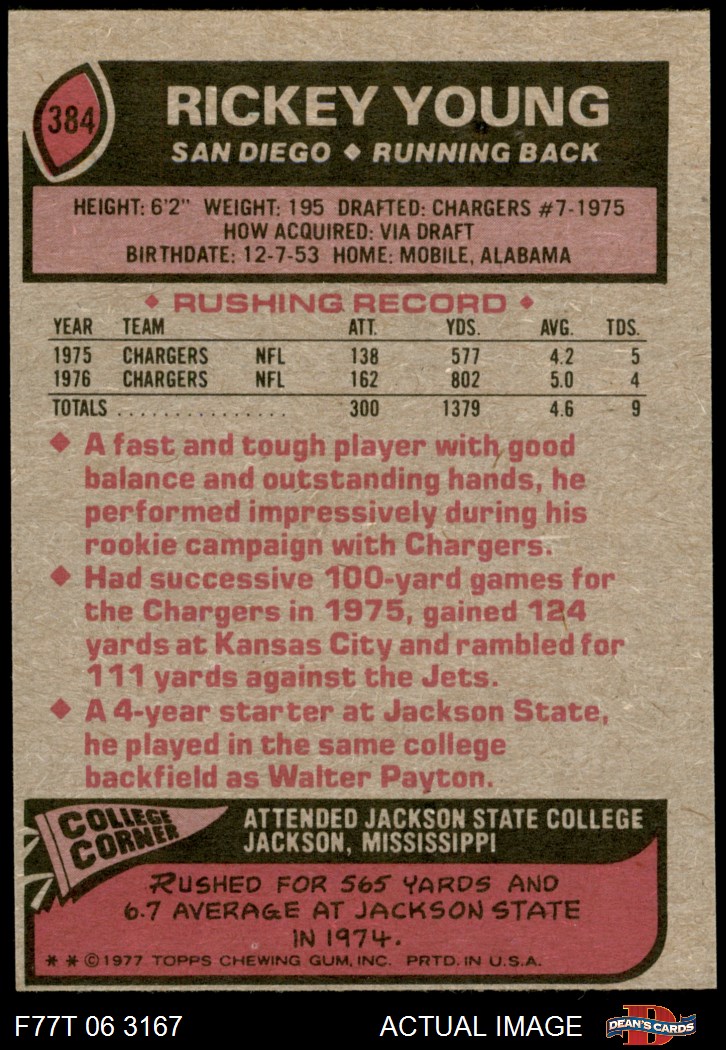 384
RICKEY YOUNG
SAN DIEGO ◆ RUNNING BACK
HEIGHT: 6'2" WEIGHT: 195 DRAFTED: CHARGERS #7-1975
HOW ACQUIRED: VIA DRAFT
BIRTHDATE: 12-7-53 HOME: MOBILE, ALABAMA
◆ RUSHING RECORD ◆
YEAR TEAM ATT. YDS. AVG. TDS.
1975 CHARGERS NFL 138 577 4.2 5
1976 CHARGERS NFL 162 802 5.0 4
TOTALS . . . . . . . . . . . . . . . . 300 1379 4.6 9
◆ A fast and tough player with good
balance and outstanding hands, he
performed impressively during his
rookie campaign with Chargers.
◆ Had successive 100-yard games for
the Chargers in 1975, gained 124
yards at Kansas City and rambled for
111 yards against the Jets.
◆ A 4-year starter at Jackson State,
he played in the same college
backfield as Walter Payton.
COLLEGE
CORNER
ATTENDED JACKSON STATE COLLEGE
JACKSON, MISSISSIPPI
RUSHED FOR 565 YARDS AND
6.7 AVERAGE AT JACKSON STATE
IN 1974.
* * © 1977 TOPPS CHEWING GUM, INC. PRTD. IN U.S.A.
F77T 06 3167 ACTUAL IMAGE
D
DEAN'S CARDS